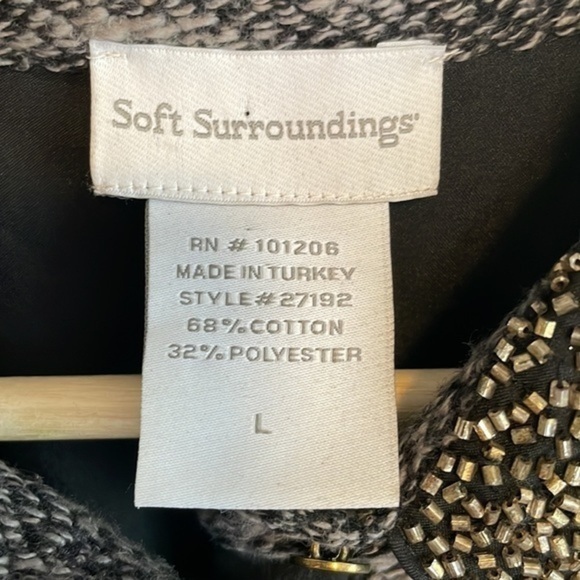 Soft Surroundings
RN # 101206
MADE IN TURKEY
STYLE#27192
68% COTTON
32% POLYESTER
L